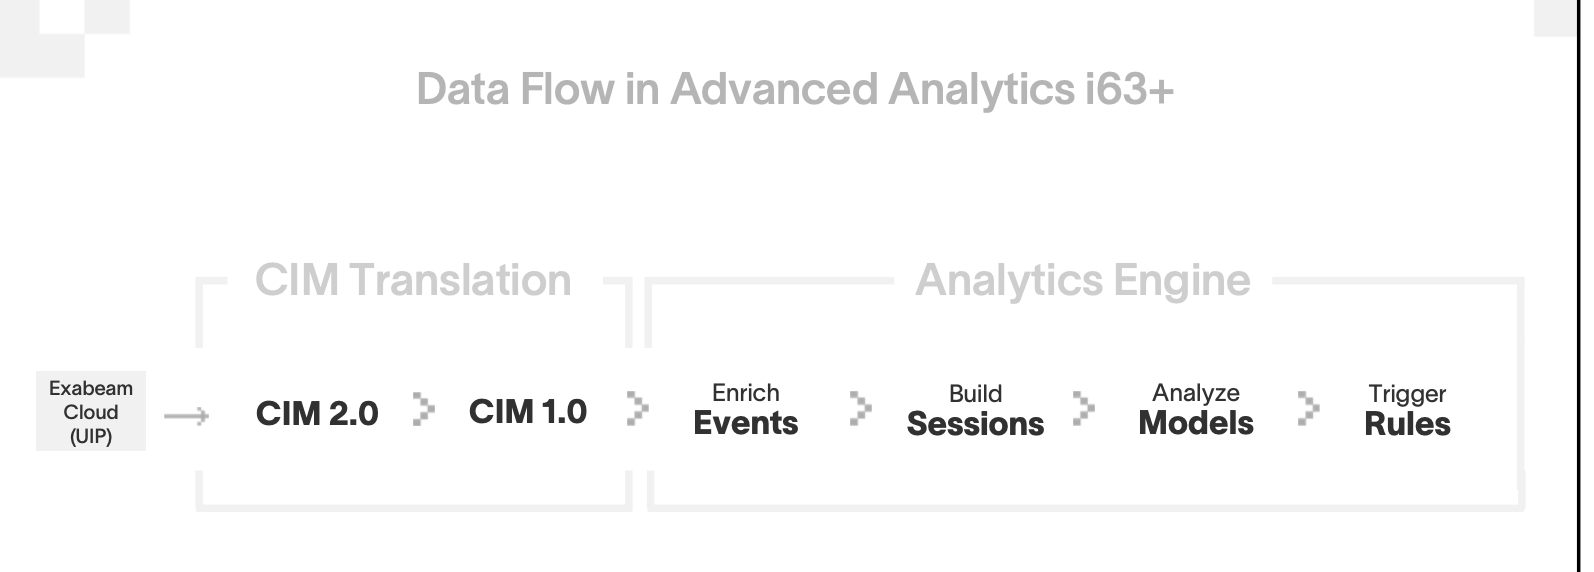 Data Flow in Advanced Analytics i63+
CIM Translation
Analytics Engine
Exabeam
Cloud
(UIP)
CIM 2.0
CIM 1.0
Enrich
Events
Build
Sessions
Analyze
Models
Trigger
Rules